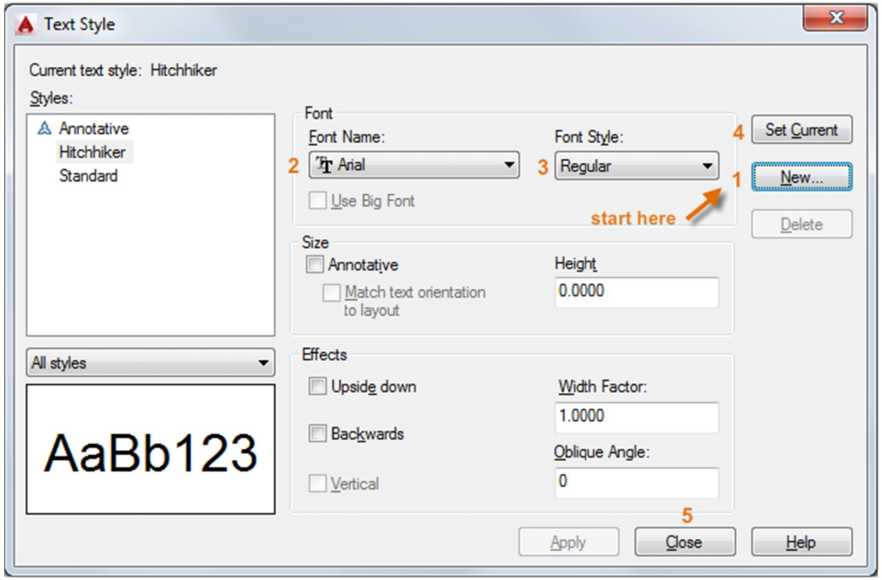 Text Style
Current text style: Hitchhiker
Styles:
Annotative
Hitchhiker
Standard
All styles
AaBb123
Font
Font Name:
2 Arial
Use Big Font
Font Style:
3 Regular
start here
Size
Annotative
Match text orientation
to layout
Height
0.0000
Effects
Upside down
Backwards
Vertical
Width Factor:
1.0000
Oblique Angle:
0
4 Set Current
1 New...
Delete
Apply
5
Close
Help